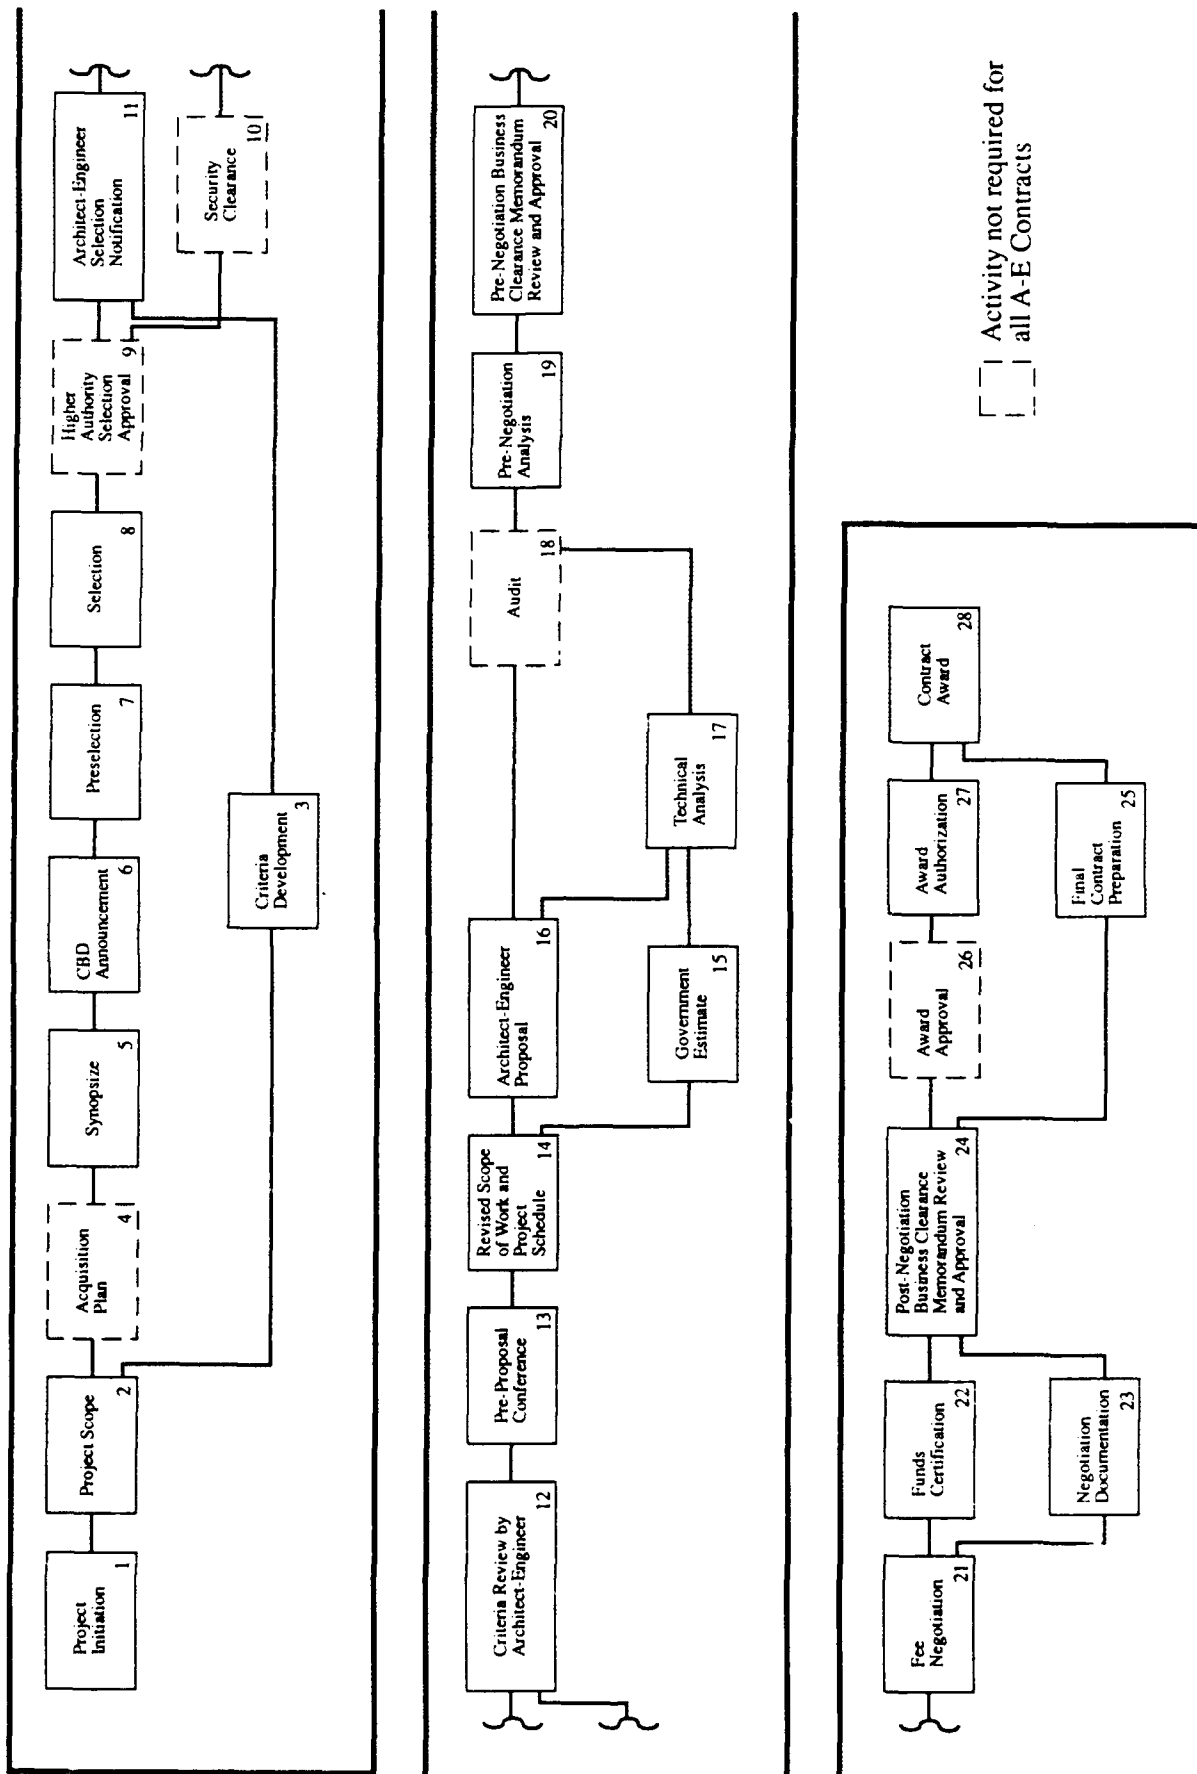 Project
Initiation
1
Project Scope
2
Criteria
Development
3
Acquisition
Plan
4
Synopsize
5
CBD
Announcement
6
Preselection
7
Selection
8
Higher
Authority
Selection
Approval
9
Security
Clearance
10
Architect-Engineer
Selection
Notification
11
Criteria Review by
Architect-Engineer
12
Pre-Proposal
Conference
13
Revised Scope
of Work and
Project
Schedule
14
Government
Estimate
15
Architect-Engineer
Proposal
16
Technical
Analysis
17
Audit
18
Pre-Negotiation
Analysis
19
Pre-Negotiation Business
Clearance Memorandum
Review and Approval
20
Fee
Negotiation
21
Funds
Certification
22
Negotiation
Documentation
23
Post-Negotiation
Business Clearance
Memorandum Review
and Approval
24
Final
Contract
Preparation
25
Award
Approval
26
Award
Authorization
27
Contract
Award
28
Activity not required for
all A-E Contracts